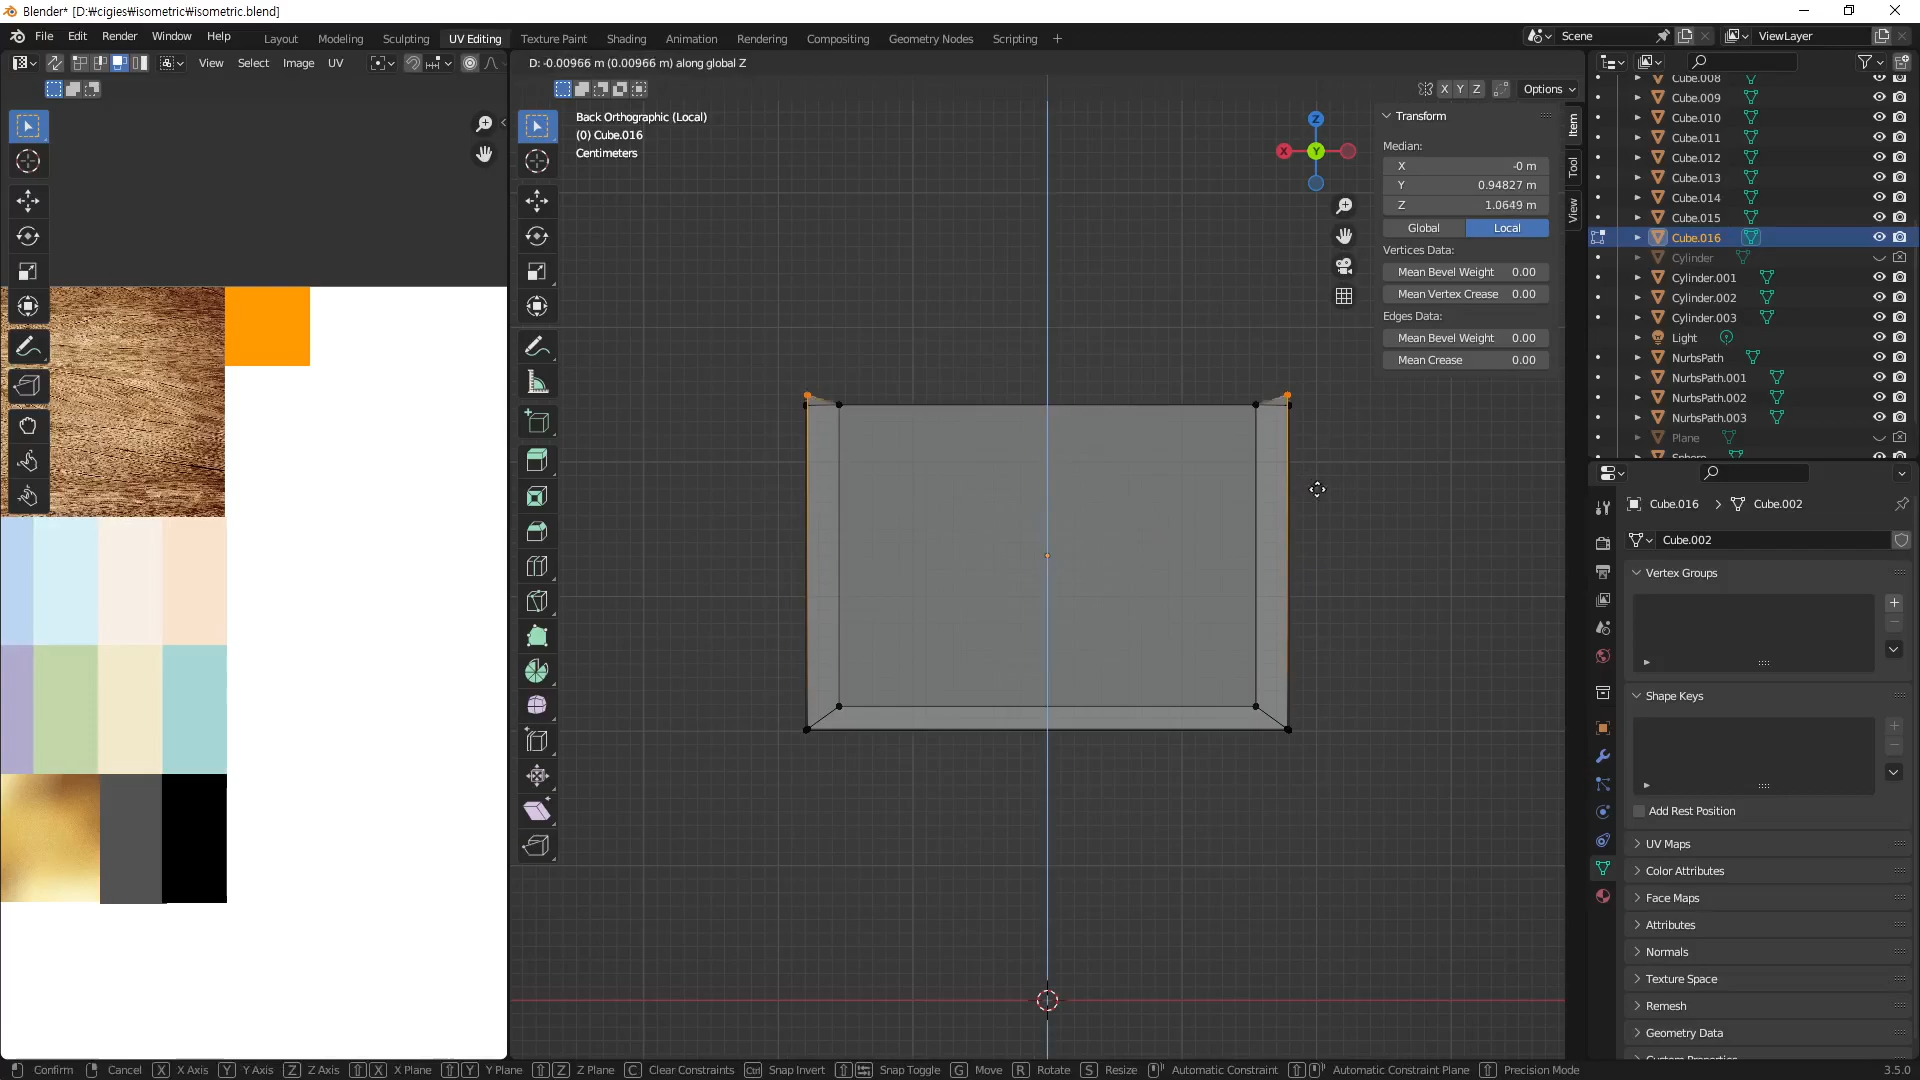 Blender* [D:₩cigies₩isometric₩isometric.blend]
File Edit Render Window Help
Layout Modeling Sculpting UV Editing Texture Paint Shading Animation Rendering Compositing Geometry Nodes Scripting +
Scene
ViewLayer
View Select Image UV
D: -0.00966 m (0.00966 m) along global Z
X Y Z
Options
Back Orthographic (Local)
(0) Cube.016
Centimeters
Z
X
Y
Transform
Median:
X -0 m
Y 0.94827 m
Z 1.0649 m
Global Local
Vertices Data:
Mean Bevel Weight 0.00
Mean Vertex Crease 0.00
Edges Data:
Mean Bevel Weight 0.00
Mean Crease 0.00
Item
Tool
View
Cube.008
Cube.009
Cube.010
Cube.011
Cube.012
Cube.013
Cube.014
Cube.015
Cube.016
Cylinder
Cylinder.001
Cylinder.002
Cylinder.003
Light
NurbsPath
NurbsPath.001
NurbsPath.002
NurbsPath.003
Plane
Sphere
Cube.016 > Cube.002
Cube.002
Vertex Groups
Shape Keys
Add Rest Position
UV Maps
Color Attributes
Face Maps
Attributes
Normals
Texture Space
Remesh
Geometry Data
Custom Properties
Confirm Cancel X X Axis Y Y Axis Z Z Axis X X Plane Y Y Plane Z Z Plane C Clear Constraints Ctrl Snap Invert Snap Toggle G Move R Rotate S Resize Automatic Constraint Automatic Constraint Plane Precision Mode 3.5.0